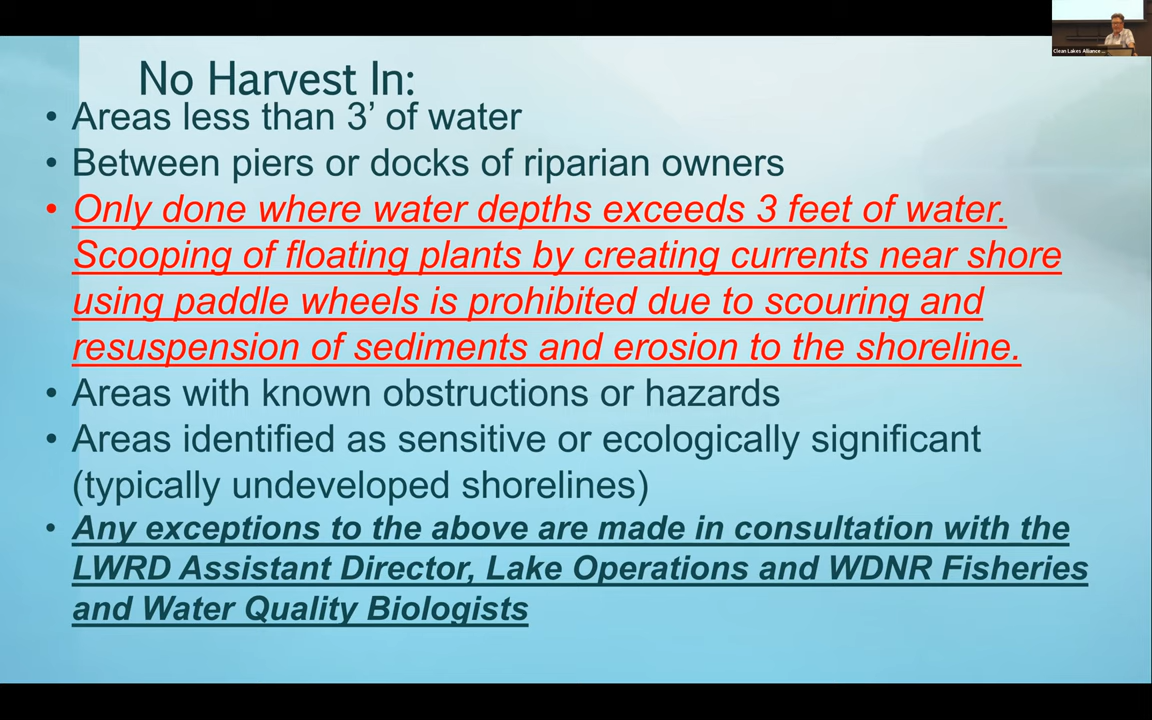 Clean Lakes Alliance ...
No Harvest In:
• Areas less than 3’ of water
• Between piers or docks of riparian owners
• Only done where water depths exceeds 3 feet of water.
Scooping of floating plants by creating currents near shore
using paddle wheels is prohibited due to scouring and
resuspension of sediments and erosion to the shoreline.
• Areas with known obstructions or hazards
• Areas identified as sensitive or ecologically significant
(typically undeveloped shorelines)
• Any exceptions to the above are made in consultation with the
LWRD Assistant Director, Lake Operations and WDNR Fisheries
and Water Quality Biologists